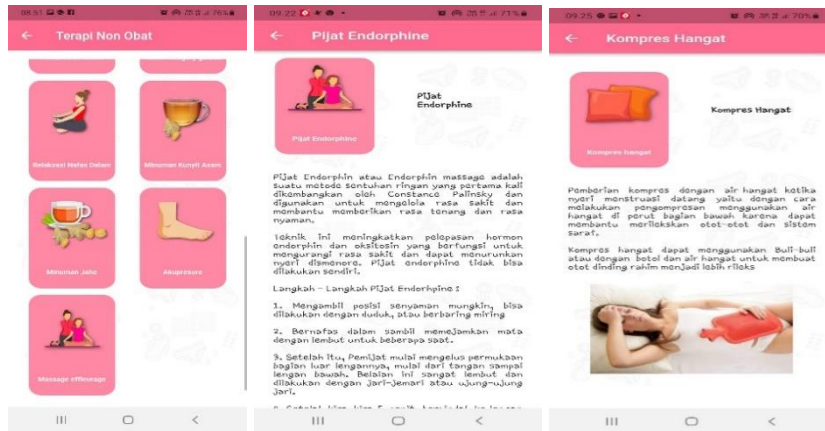 08.51
76%
Terapi Non Obat
Relaksasi Nafas Dalam
Minuman Kunyit Asam
Minuman Jahe
Akupresure
Massage effleurage
09.22
71%
Pijat Endorphine
Pijat
Endorphine
Pijat Endorphine
Pijat Endorphin atau Endorphin massage adalah
suatu metode sentuhan ringan yang pertama kali
dikembangkan oleh Constance Palinsky dan
digunakan untuk mengelola rasa sakit dan
membantu memberikan rasa tenang dan rasa
nyaman.
Teknik ini meningkatkan pelepasan hormon
endorphin dan oksitosin yang berfungsi untuk
mengurangi rasa sakit dan dapat menurunkan
nyeri dismenore. Pijat endorphine tidak bisa
dilakukan sendiri.
Langkah - Langkah Pijat Endorhpine :
1. Mengambil posisi senyaman mungkin, bisa
dilakukan dengan duduk, atau berbaring miring
2. Bernafas dalam sambil memejamkan mata
dengan lembut untuk beberapa saat.
3. Setelah itu, Pemijat mulai mengelus permukaan
bagian luar lengannya, mulai dari tangan sampai
lengan bawah. Belaian ini sangat lembut dan
dilakukan dengan jari-jemari atau ujung-ujung
jari.
09.25
70%
Kompres Hangat
Kompres Hangat
Kompres hangat
Pemberian kompres dengan air hangat ketika
nyeri menstruasi datang yaitu dengan cara
melakukan pengompresan menggunakan air
hangat di perut bagian bawah karena dapat
membantu merilekskan otot-otot dan sistem
saraf.
Kompres hangat dapat menggunakan Buli-buli
atau dengan botol dan air hangat untuk membuat
otot dinding rahim menjadi lebih rileks